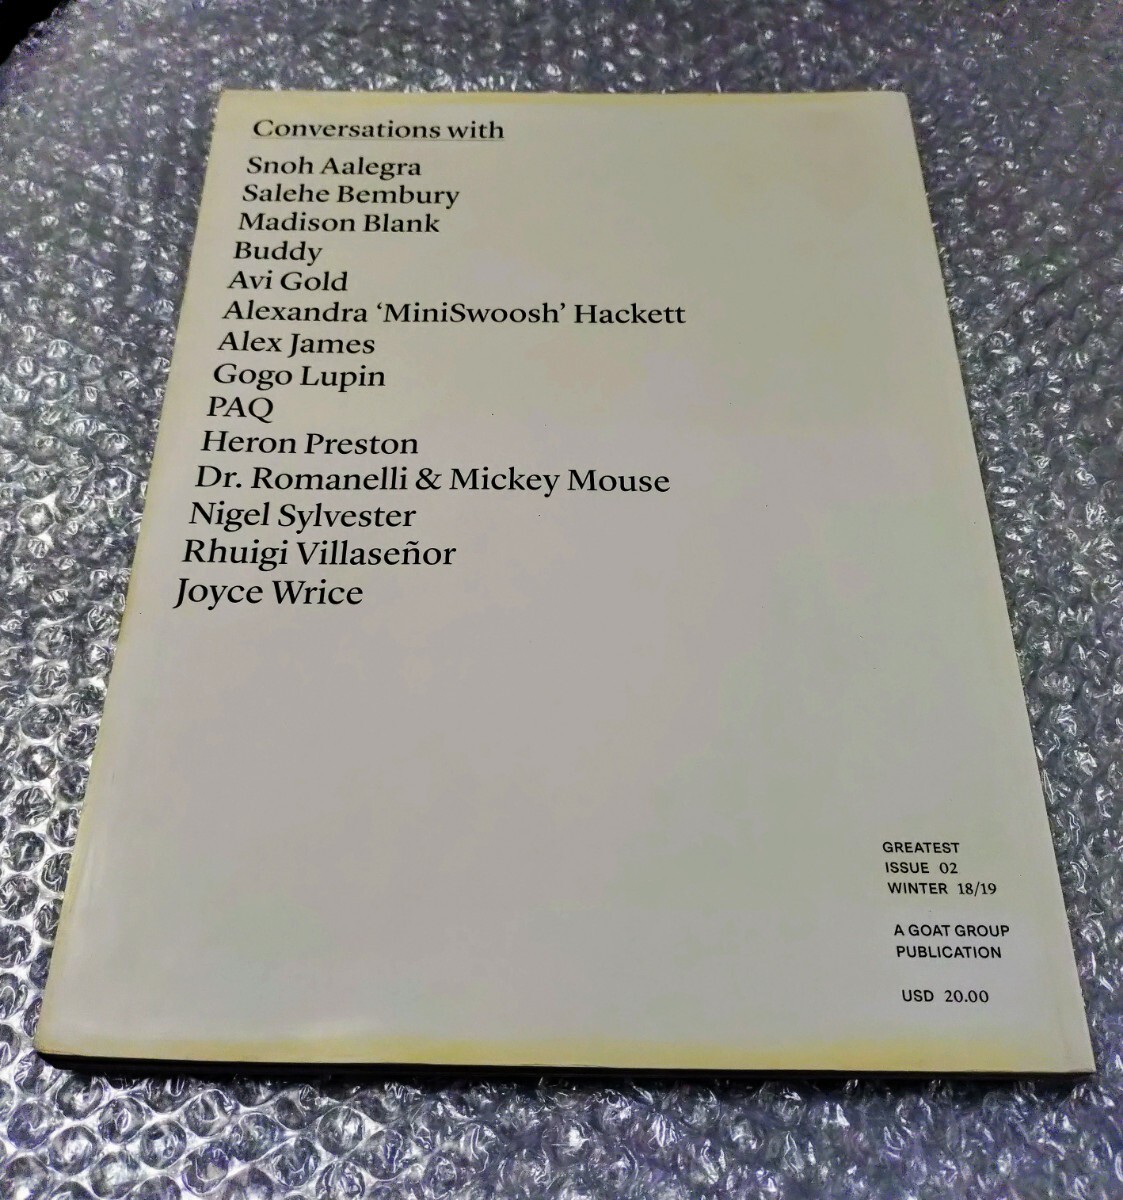 Conversations with
Snoh Aalegra
Salehe Bembury
Madison Blank
Buddy
Avi Gold
Alexandra ‘MiniSwoosh’ Hackett
Alex James
Gogo Lupin
PAQ
Heron Preston
Dr. Romanelli & Mickey Mouse
Nigel Sylvester
Rhuigi Villaseñor
Joyce Wrice
GREATEST
ISSUE 02
WINTER 18/19
A GOAT GROUP
PUBLICATION
USD 20.00